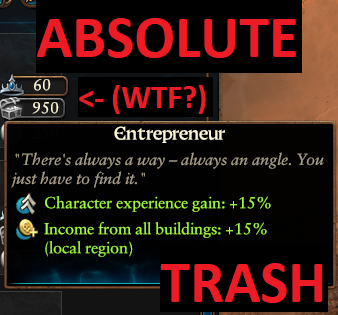 ABSOLUTE
60
950
<- (WTF?)
Entrepreneur
"There's always a way – always an angle. You
just have to find it."
Character experience gain: +15%
Income from all buildings: +15%
(local region)
TRASH